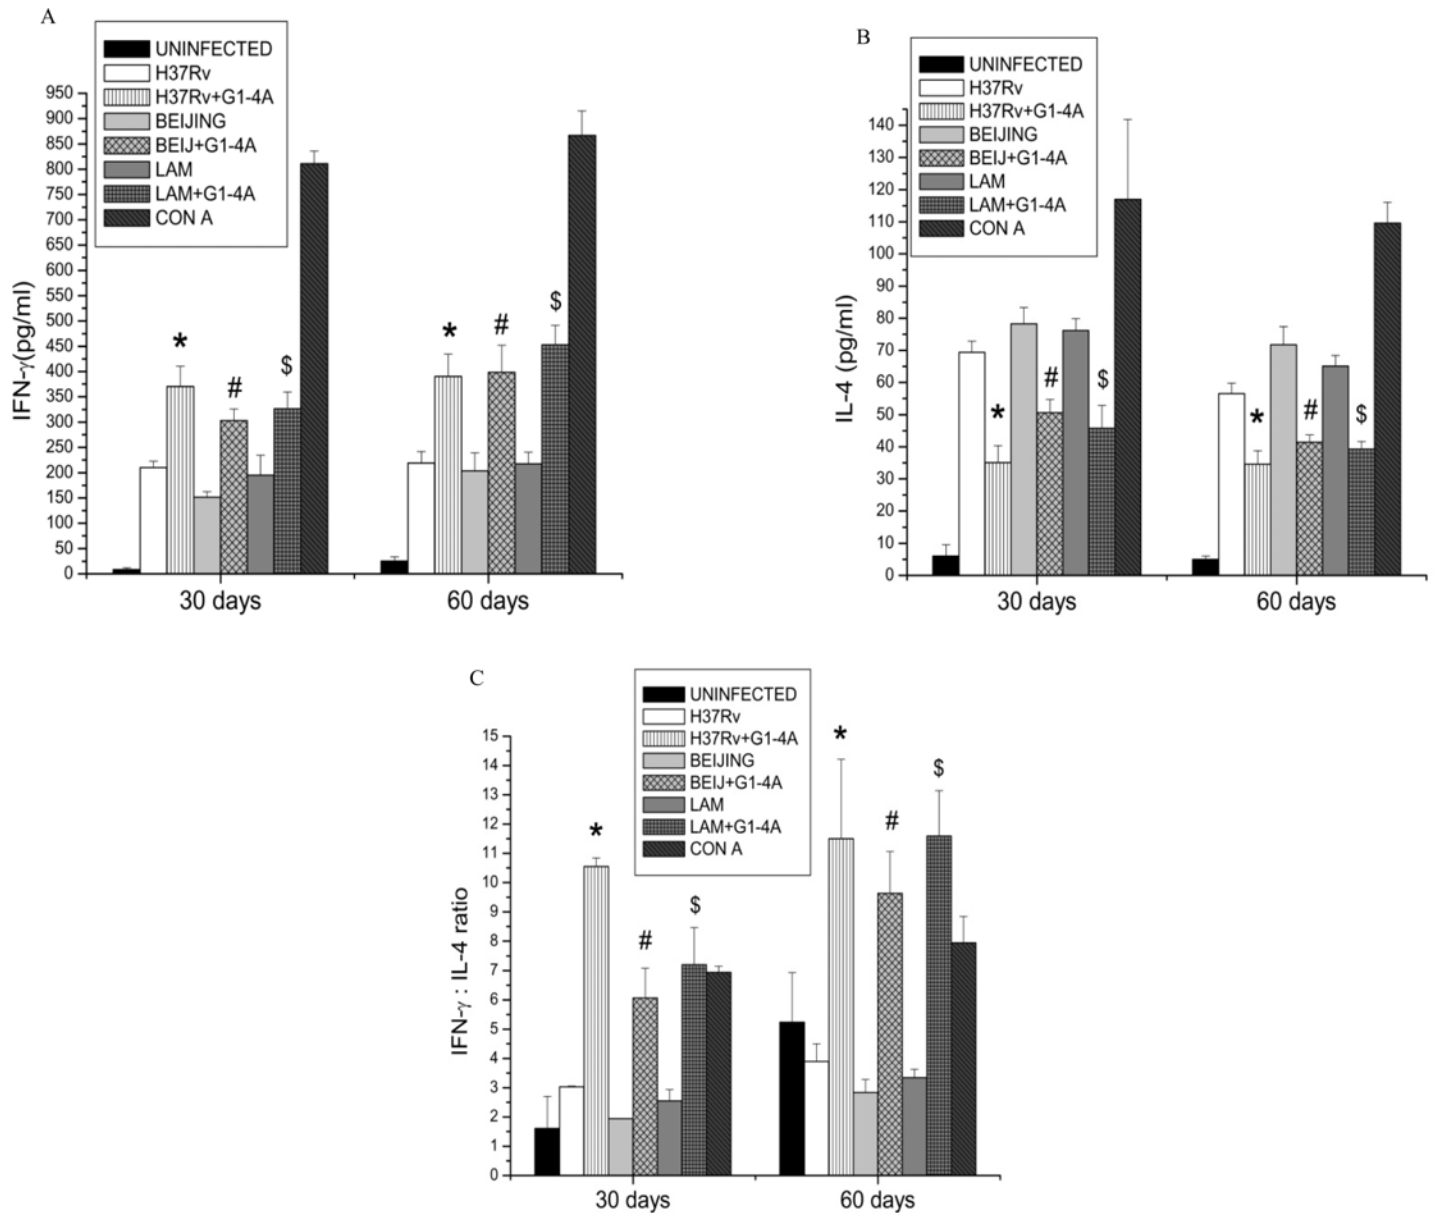 A
UNINFECTED
H37Rv
H37Rv+G1-4A
BEIJING
BEIJ+G1-4A
LAM
LAM+G1-4A
CON A
IFN-γ(pg/ml)
950
900
850
800
750
700
650
600
550
500
450
400
350
300
250
200
150
100
50
0
* # $ * # $
30 days 60 days
B
UNINFECTED
H37Rv
H37Rv+G1-4A
BEIJING
BEIJ+G1-4A
LAM
LAM+G1-4A
CON A
IL-4 (pg/ml)
140
130
120
110
100
90
80
70
60
50
40
30
20
10
0
* # $ * # $
30 days 60 days
C
UNINFECTED
H37Rv
H37Rv+G1-4A
BEIJING
BEIJ+G1-4A
LAM
LAM+G1-4A
CON A
IFN-γ : IL-4 ratio
15
14
13
12
11
10
9
8
7
6
5
4
3
2
1
0
* # $ * # $
30 days 60 days